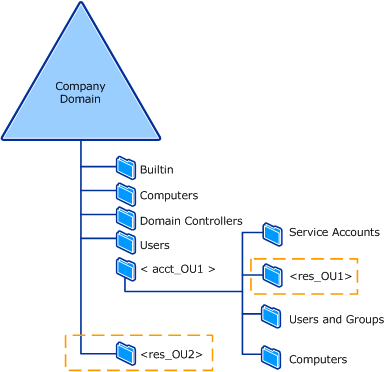 Company
Domain
Builtin
Computers
Domain Controllers
Users
< acct_OU1 >
Service Accounts
<res_OU1>
Users and Groups
Computers
<res_OU2>